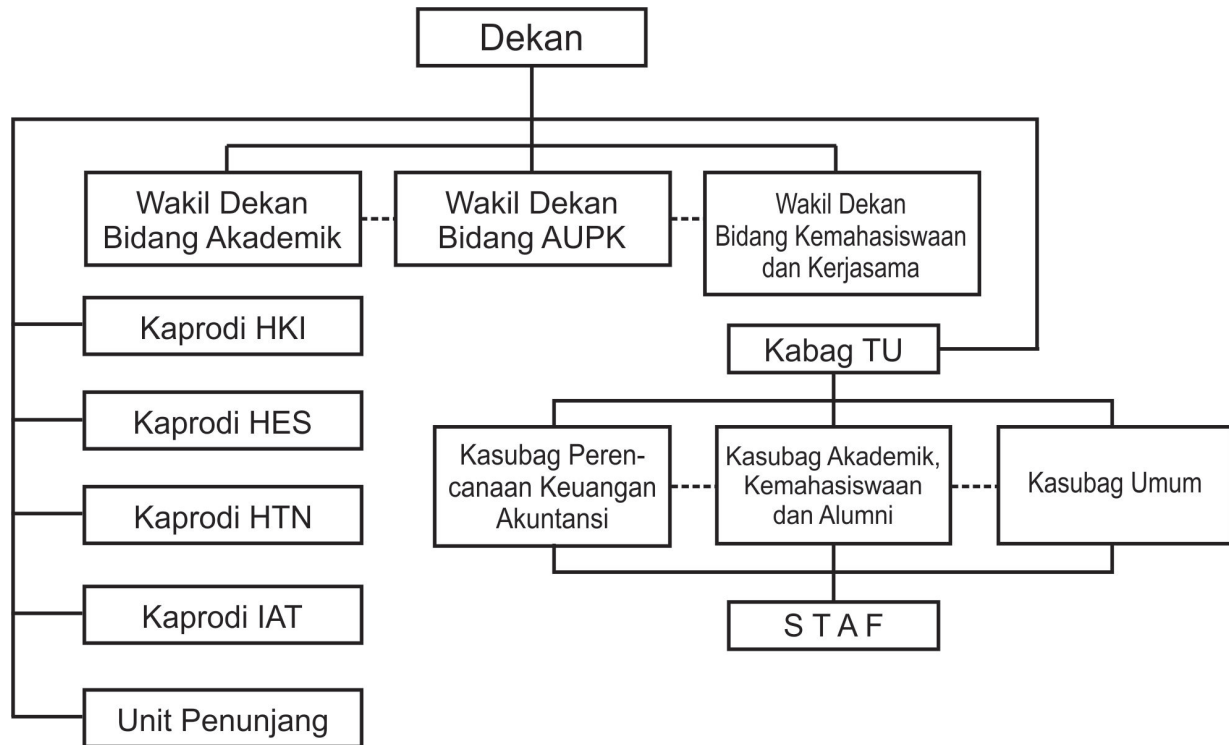 Dekan
Wakil Dekan
Bidang Akademik
Wakil Dekan
Bidang AUPK
Wakil Dekan
Bidang Kemahasiswaan
dan Kerjasama
Kaprodi HKI
Kaprodi HES
Kaprodi HTN
Kaprodi IAT
Unit Penunjang
Kabag TU
Kasubag Peren-
canaan Keuangan
Akuntansi
Kasubag Akademik,
Kemahasiswaan
dan Alumni
Kasubag Umum
S T A F